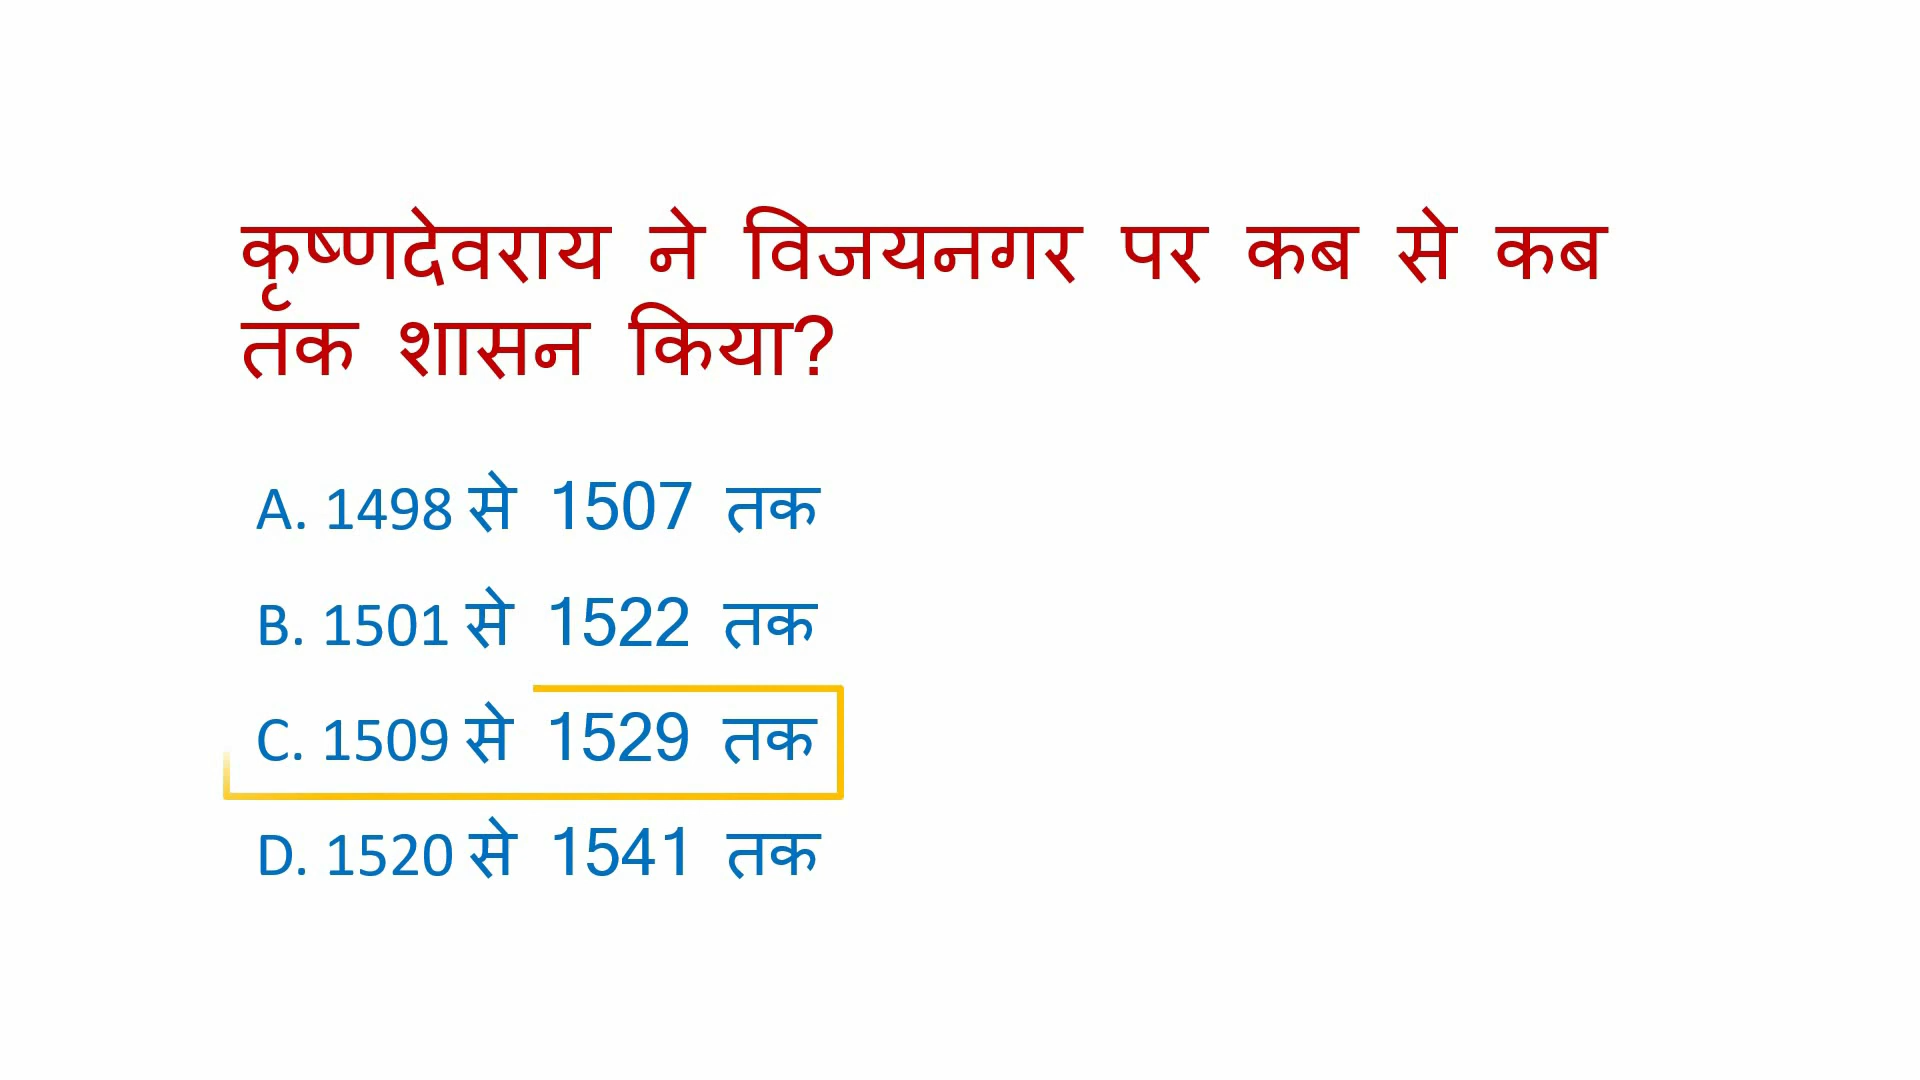 कृष्णदेवराय ने विजयनगर पर कब से कब
तक शासन किया?
A. 1498 से 1507 तक
B. 1501 से 1522 तक
C. 1509 से 1529 तक
D. 1520 से 1541 तक